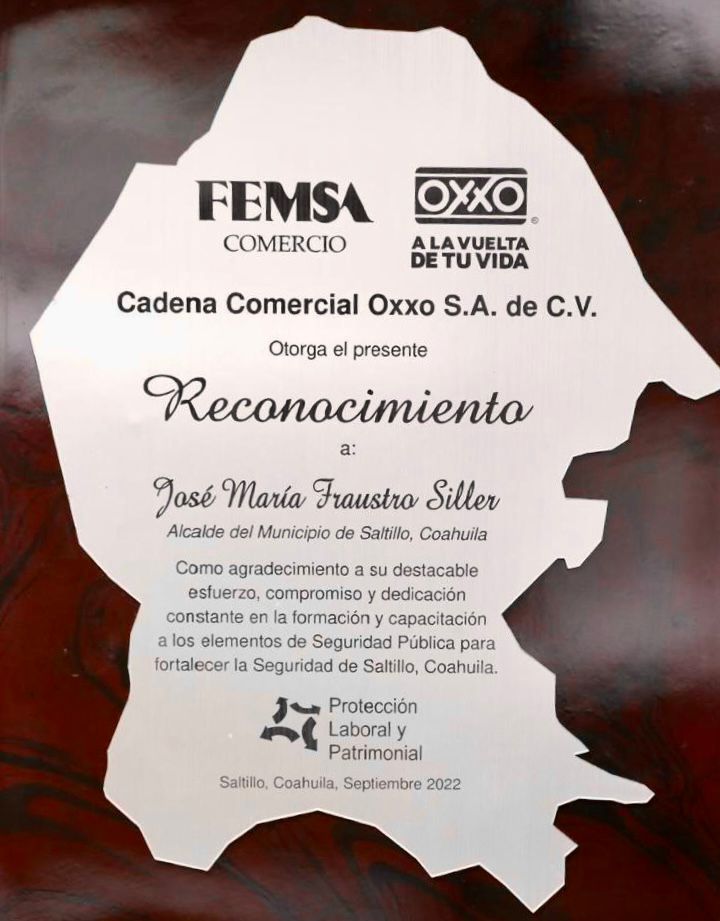 FEMSA
COMERCIO
OXXO
®
A LA VUELTA
DE TU VIDA
Cadena Comercial Oxxo S.A. de C.V.
Otorga el presente
Reconocimiento
a:
José María Fraustro Siller
Alcalde del Municipio de Saltillo, Coahuila
Como agradecimiento a su destacable
esfuerzo, compromiso y dedicación
constante en la formación y capacitación
a los elementos de Seguridad Pública para
fortalecer la Seguridad de Saltillo, Coahuila.
Protección
Laboral y
Patrimonial
Saltillo, Coahuila, Septiembre 2022